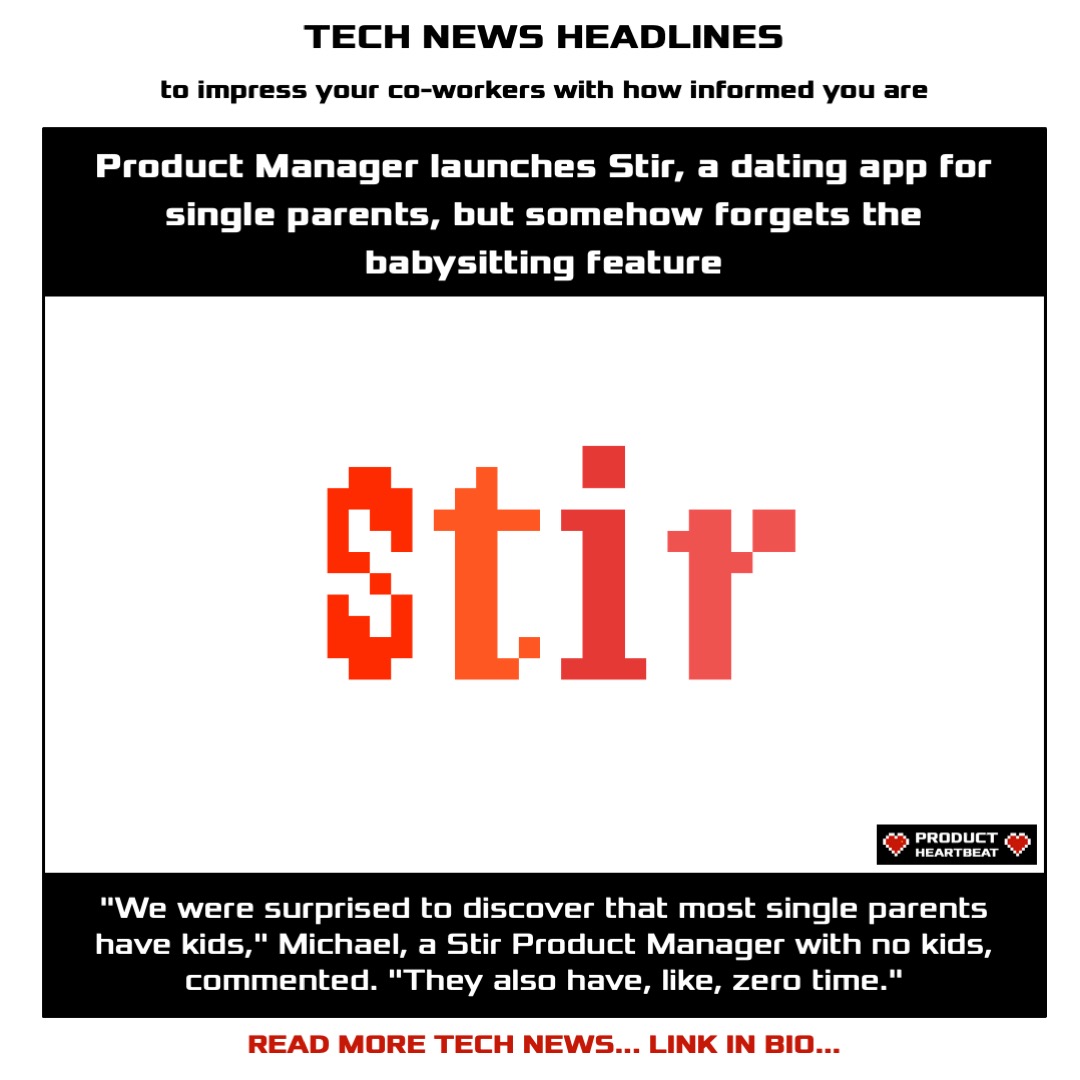 TECH NEWS HEADLINES
to impress your co-workers with how informed you are
Product Manager launches Stir, a dating app for
single parents, but somehow forgets the
babysitting feature
stir
PRODUCT
HEARTBEAT
"We were surprised to discover that most single parents
have kids," Michael, a Stir Product Manager with no kids,
commented. "They also have, like, zero time."
READ MORE TECH NEWS... LINK IN BIO...